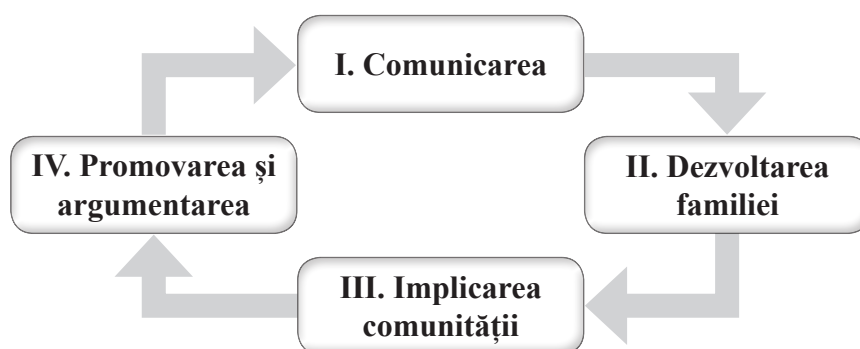 I. Comunicarea
II. Dezvoltarea
familiei
III. Implicarea
comunității
IV. Promovarea și
argumentarea